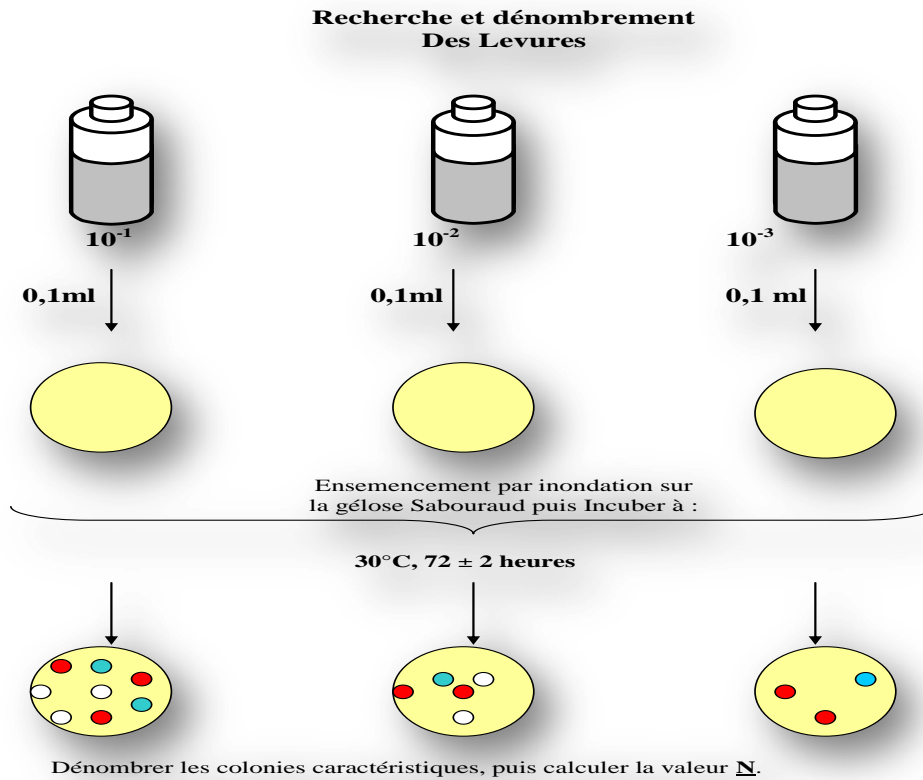 Recherche et dénombrement
Des Levures
10⁻¹ 10⁻² 10⁻³
0,1ml 0,1ml 0,1 ml
Ensemencement par inondation sur
la gélose Sabouraud puis Incuber à :
30°C, 72 ± 2 heures
Dénombrer les colonies caractéristiques, puis calculer la valeur N.